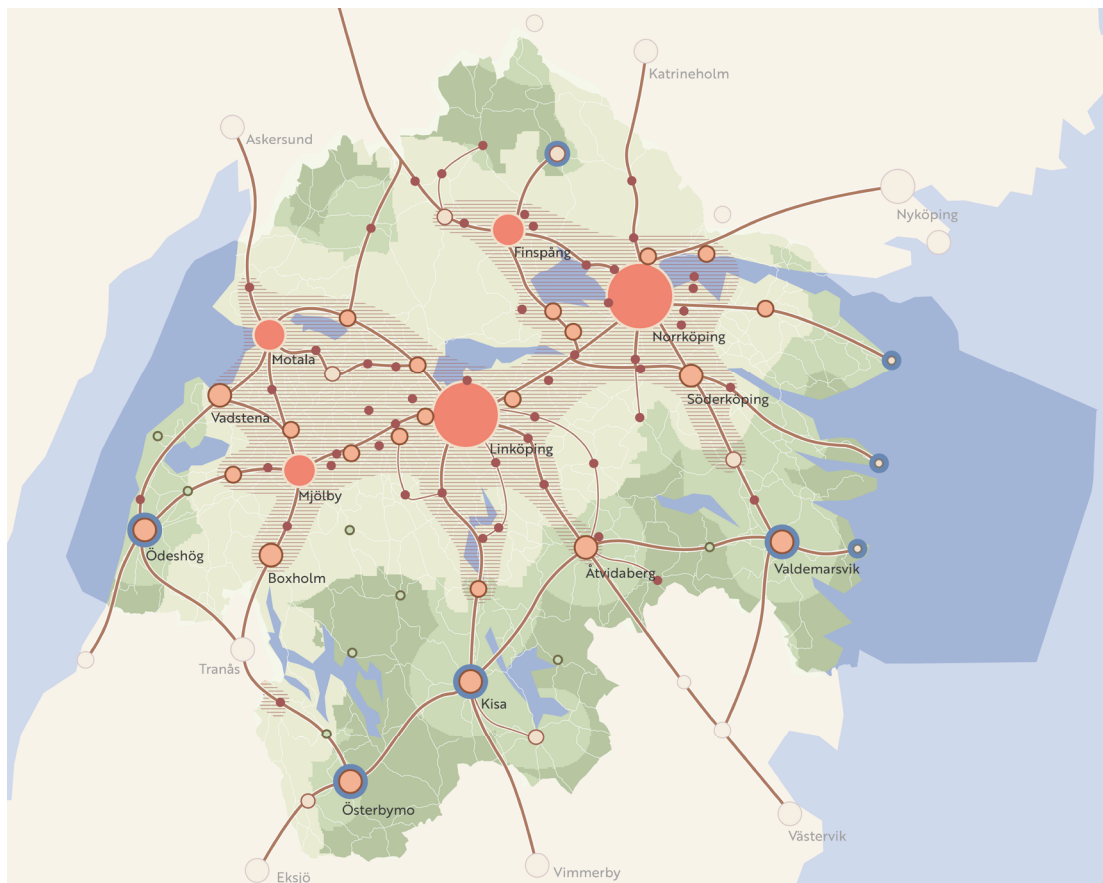 Katrineholm
Askersund
Nyköping
Finspång
Norrköping
Motala
Söderköping
Vadstena
Linköping
Mjölby
Ödeshög
Boxholm
Åtvidaberg
Valdemarsvik
Tranås
Kisa
Österbymo
Västervik
Vimmerby
Eksjö